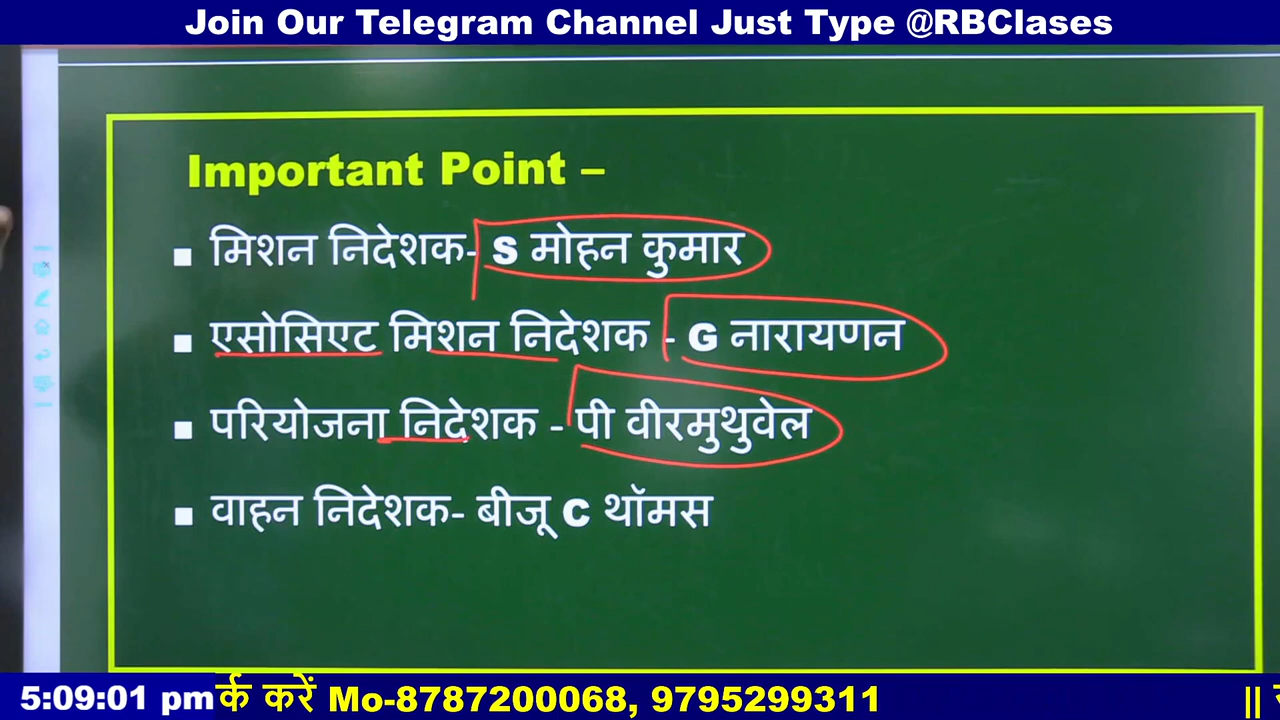 Join Our Telegram Channel Just Type @RBClases
Important Point –
▪ मिशन निदेशक- S मोहन कुमार
▪ एसोसिएट मिशन निदेशक - G नारायणन
▪ परियोजना निदेशक - पी वीरमुथुवेल
▪ वाहन निदेशक- बीजू C थॉमस
5:09:01 pm र्क करें Mo-8787200068, 9795299311 ||